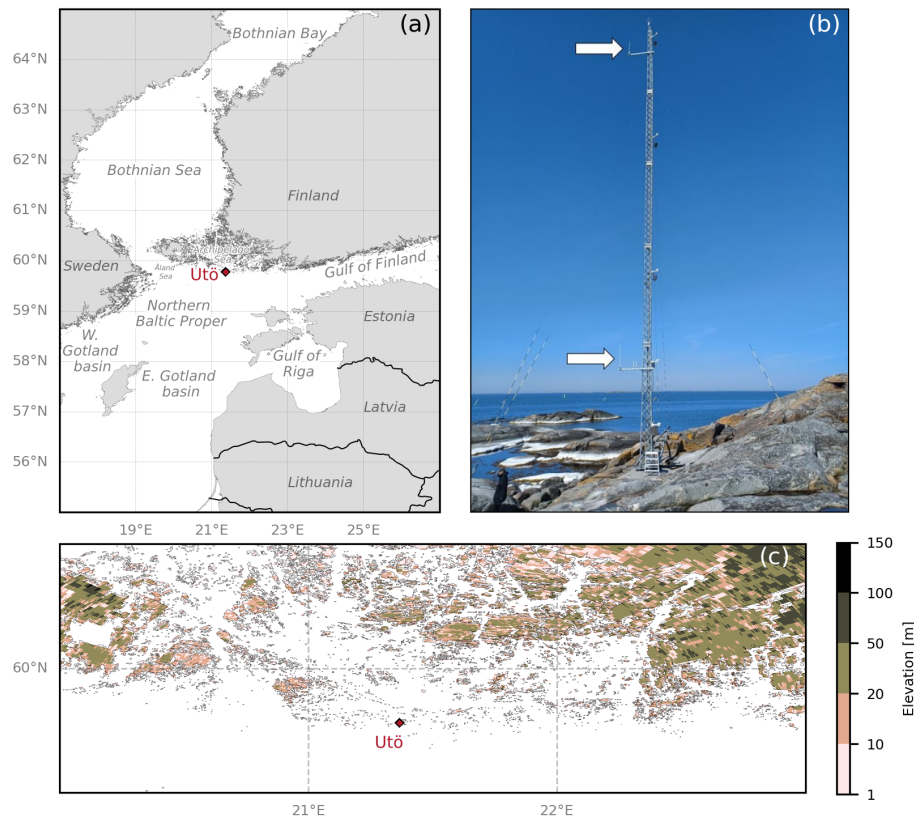 (a)
Bothnian Bay
64°N
63°N
62°N
Bothnian Sea
61°N
Finland
60°N
Archipelago
Sea
Sweden
Åland
Sea
Utö
Gulf of Finland
59°N
Northern
Baltic Proper
Estonia
W.
Gotland
basin
58°N
E. Gotland
basin
Gulf of
Riga
57°N
Latvia
56°N
Lithuania
19°E 21°E 23°E 25°E
(b)
(c)
60°N
Utö
21°E 22°E
150
100
50
20
10
1
Elevation [m]